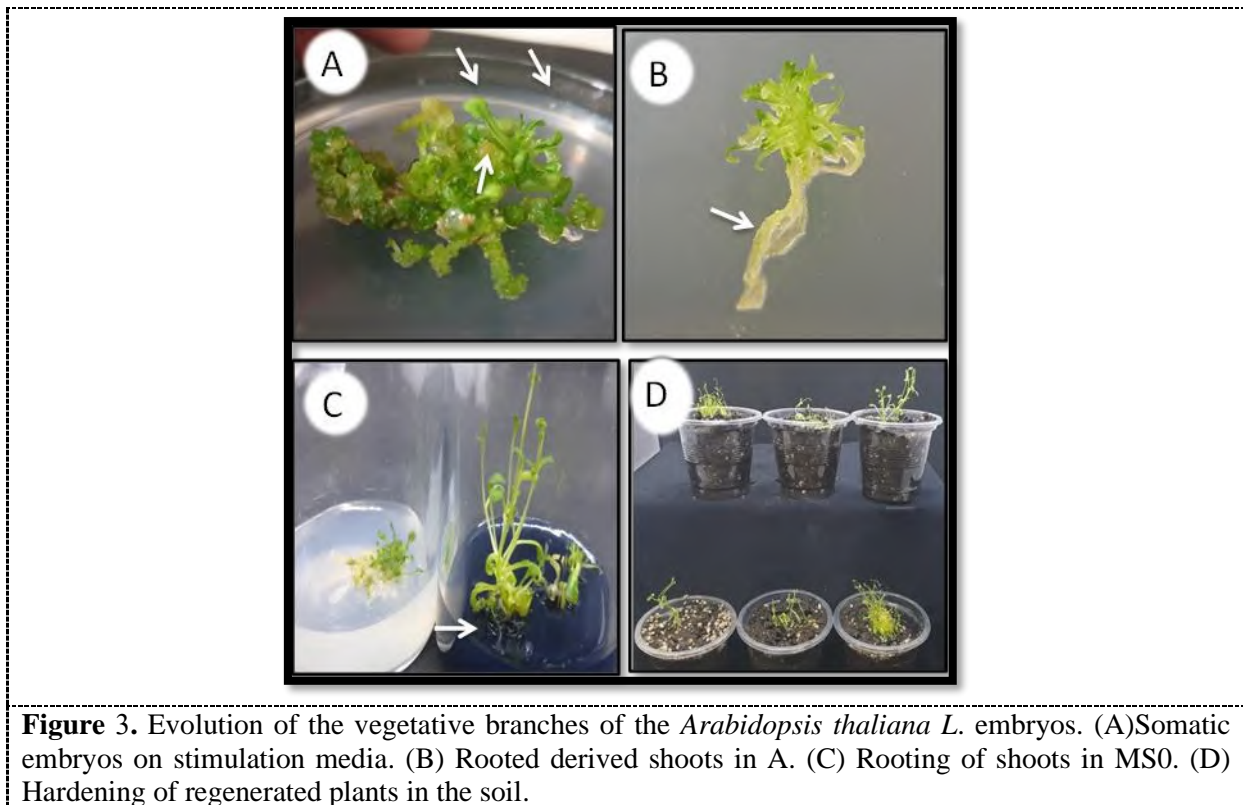 A
B
C
D
Figure 3. Evolution of the vegetative branches of the Arabidopsis thaliana L. embryos. (A)Somatic
embryos on stimulation media. (B) Rooted derived shoots in A. (C) Rooting of shoots in MS0. (D)
Hardening of regenerated plants in the soil.